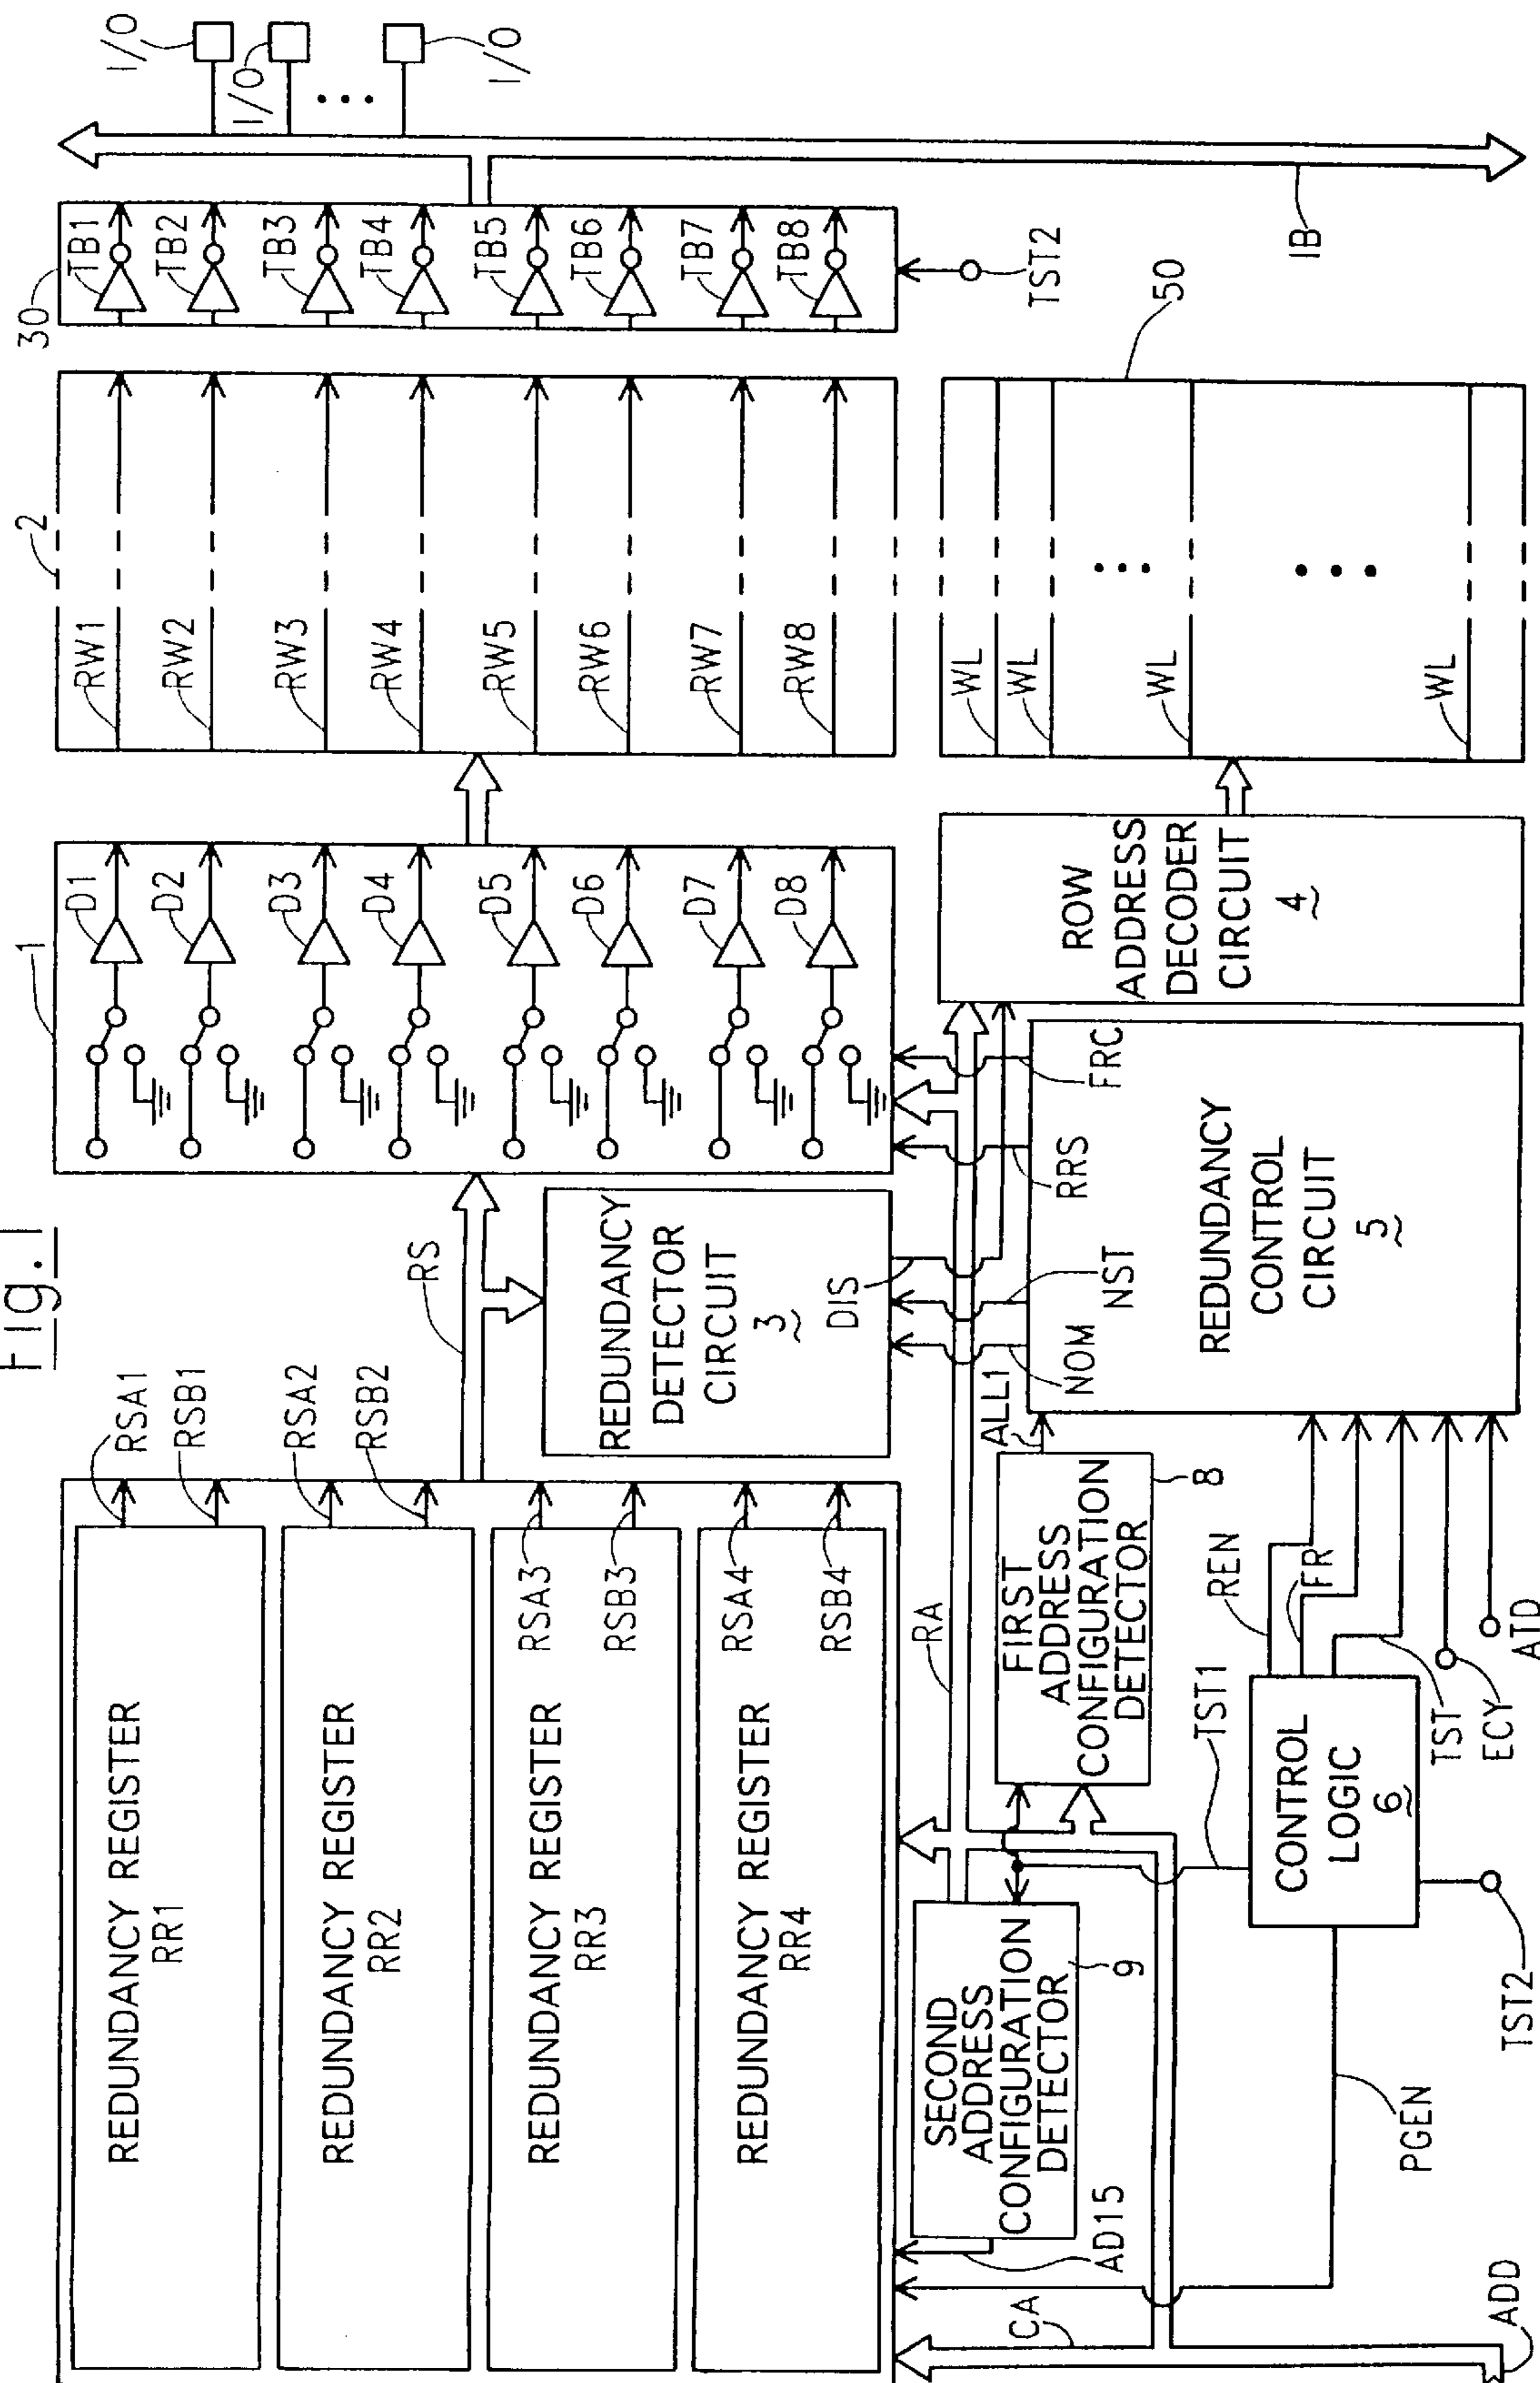 Fig. 1
REDUNDANCY REGISTER
RR1
REDUNDANCY REGISTER
RR2
REDUNDANCY REGISTER
RR3
REDUNDANCY REGISTER
RR4
RSA1
RSB1
RSA2
RSB2
RSA3
RSB3
RSA4
RSB4
RS
REDUNDANCY
DETECTOR
CIRCUIT
3
DIS
1
D1
D2
D3
D4
D5
D6
D7
D8
2
RW1
RW2
RW3
RW4
RW5
RW6
RW7
RW8
30
TB1
TB2
TB3
TB4
TB5
TB6
TB7
TB8
TST2
I/O
I/O
I/O
IB
50
WL
WL
WL
WL
ROW
ADDRESS
DECODER
CIRCUIT
4
FRC
RRS
NST
NOM
REDUNDANCY
CONTROL
CIRCUIT
5
ALL1
FIRST
ADDRESS
CONFIGURATION
DETECTOR
8
RA
SECOND
ADDRESS
CONFIGURATION
DETECTOR
9
AD15
CA
ADD
PGEN
CONTROL
LOGIC
6
TST1
TST2
REN
FR
TST
ECY
ATD